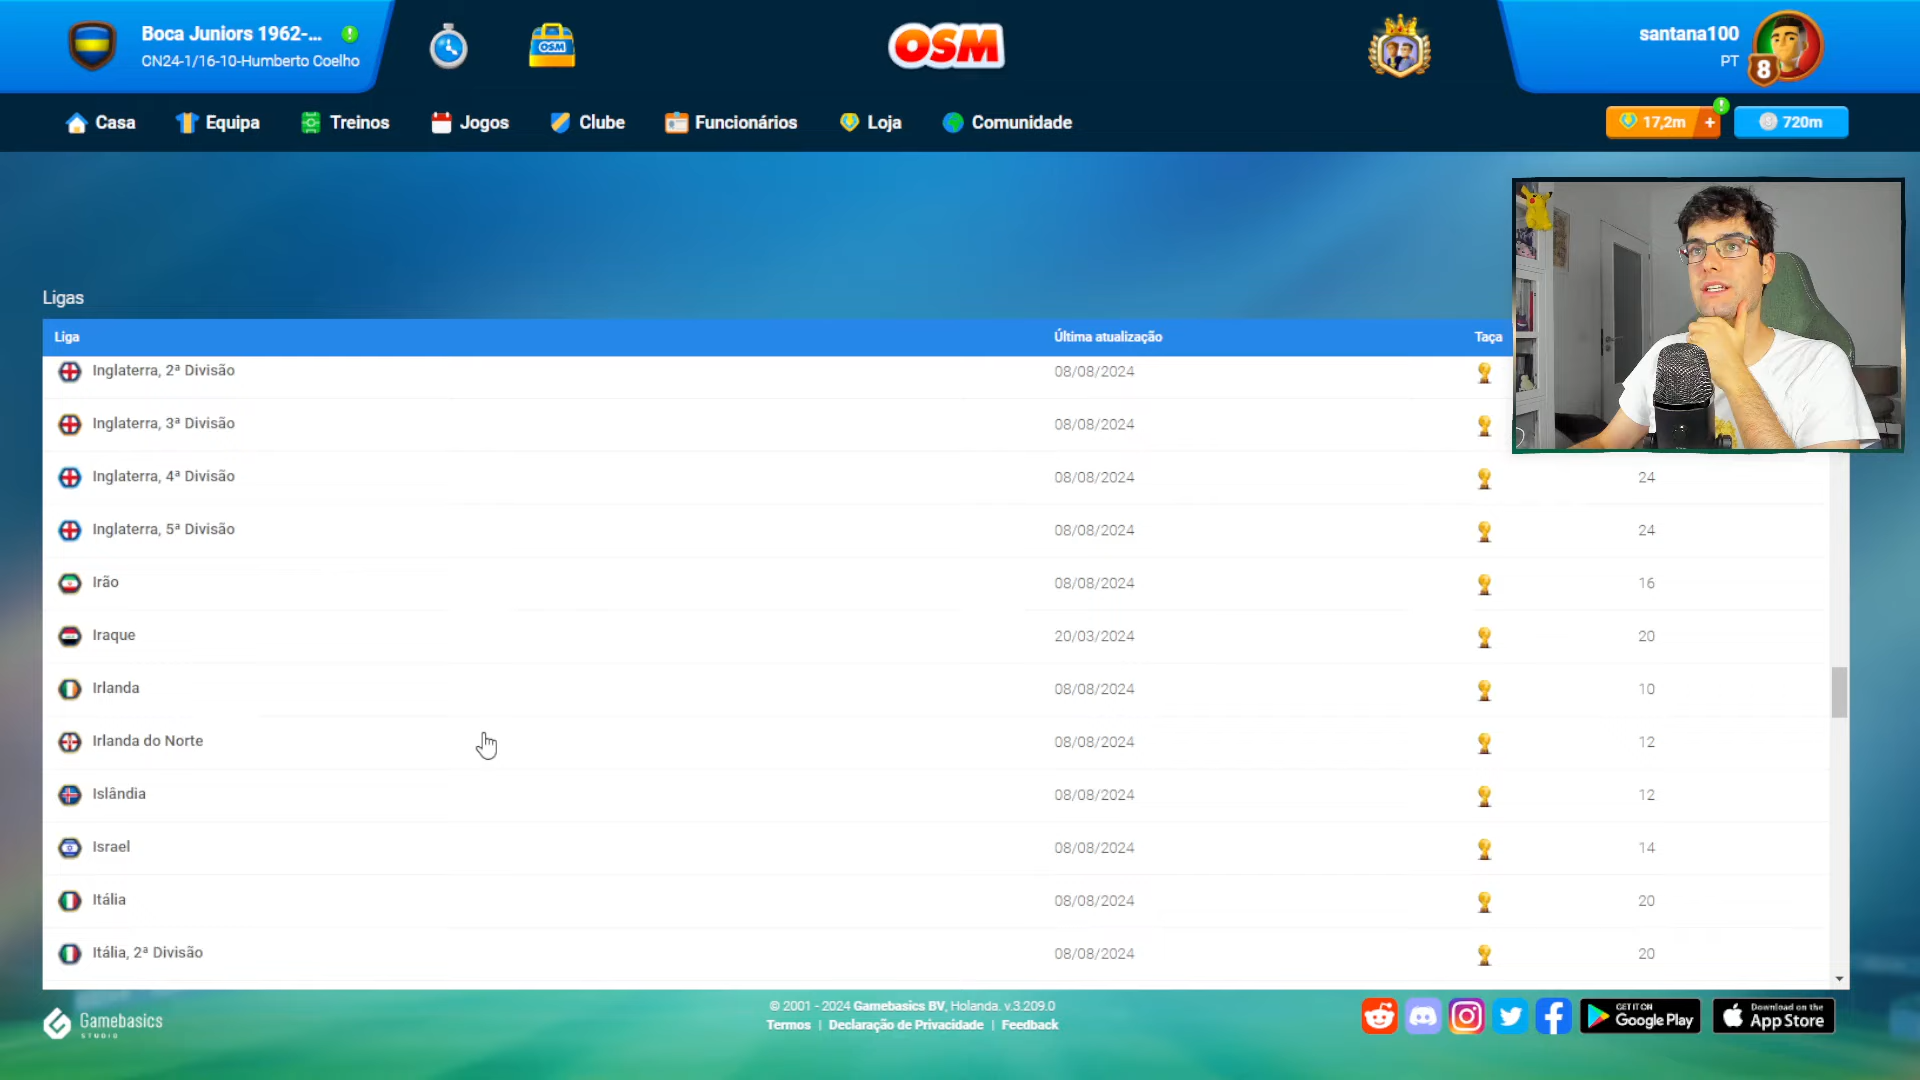 Boca Juniors 1962-...
CN24-1/16-10-Humberto Coelho
OSM
OSM
santana100
PT
8
Casa
Equipa
Treinos
Jogos
Clube
Funcionários
Loja
Comunidade
17,2m +
720m
Ligas
Liga Última atualização Taça
Inglaterra, 2ª Divisão 08/08/2024
Inglaterra, 3ª Divisão 08/08/2024
Inglaterra, 4ª Divisão 08/08/2024 24
Inglaterra, 5ª Divisão 08/08/2024 24
Irão 08/08/2024 16
Iraque 20/03/2024 20
Irlanda 08/08/2024 10
Irlanda do Norte 08/08/2024 12
Islândia 08/08/2024 12
Israel 08/08/2024 14
Itália 08/08/2024 20
Itália, 2ª Divisão 08/08/2024 20
Gamebasics
STUDIO
© 2001 - 2024 Gamebasics BV, Holanda. v.3.209.0
Termos | Declaração de Privacidade | Feedback
GET IT ON
Google Play
Download on the
App Store